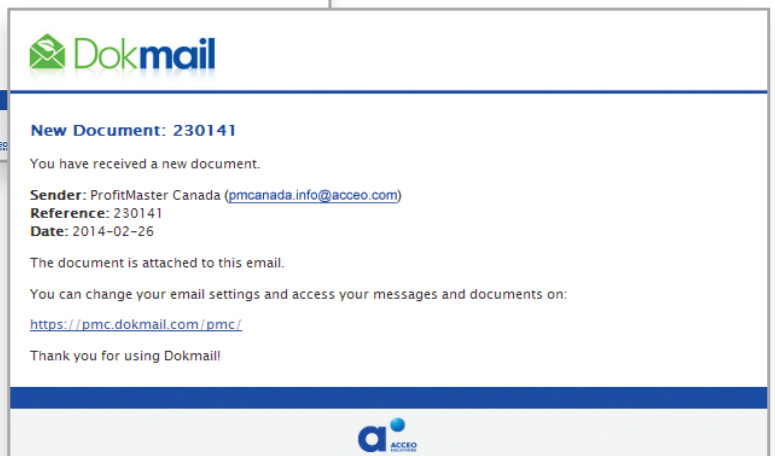 Dokmail
New Document: 230141
You have received a new document.
Sender: ProfitMaster Canada (pmcanada.info@acceo.com)
Reference: 230141
Date: 2014-02-26
The document is attached to this email.
You can change your email settings and access your messages and documents on:
https://pmc.dokmail.com/pmc/
Thank you for using Dokmail!
a
ACCEO
SOLUTIONS